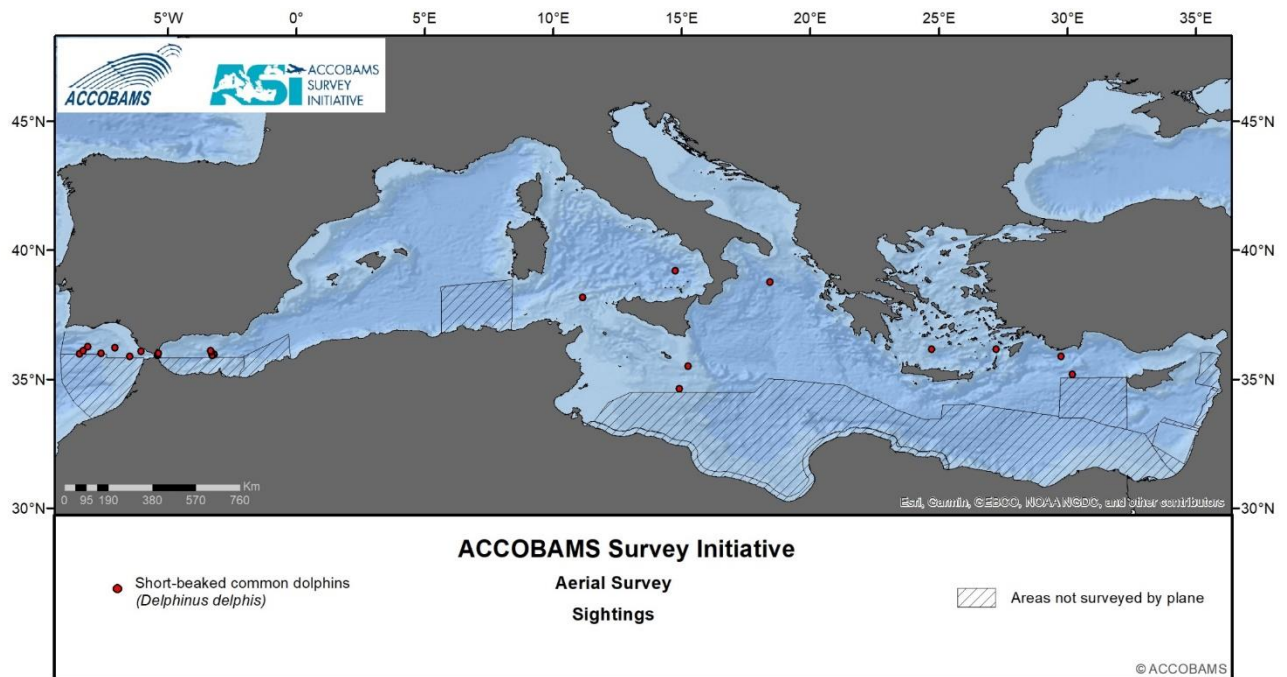 5°W 0° 5°E 10°E 15°E 20°E 25°E 30°E 35°E
ACCOBAMS
ASI
ACCOBAMS
SURVEY
INITIATIVE
45°N 45°N
40°N 40°N
35°N 35°N
Km
0 95 190 380 570 760
30°N 30°N
Esri, Garmin, GEBCO, NOAA NGDC, and other contributors
ACCOBAMS Survey Initiative
Aerial Survey
Sightings
Short-beaked common dolphins
(Delphinus delphis)
Areas not surveyed by plane
© ACCOBAMS